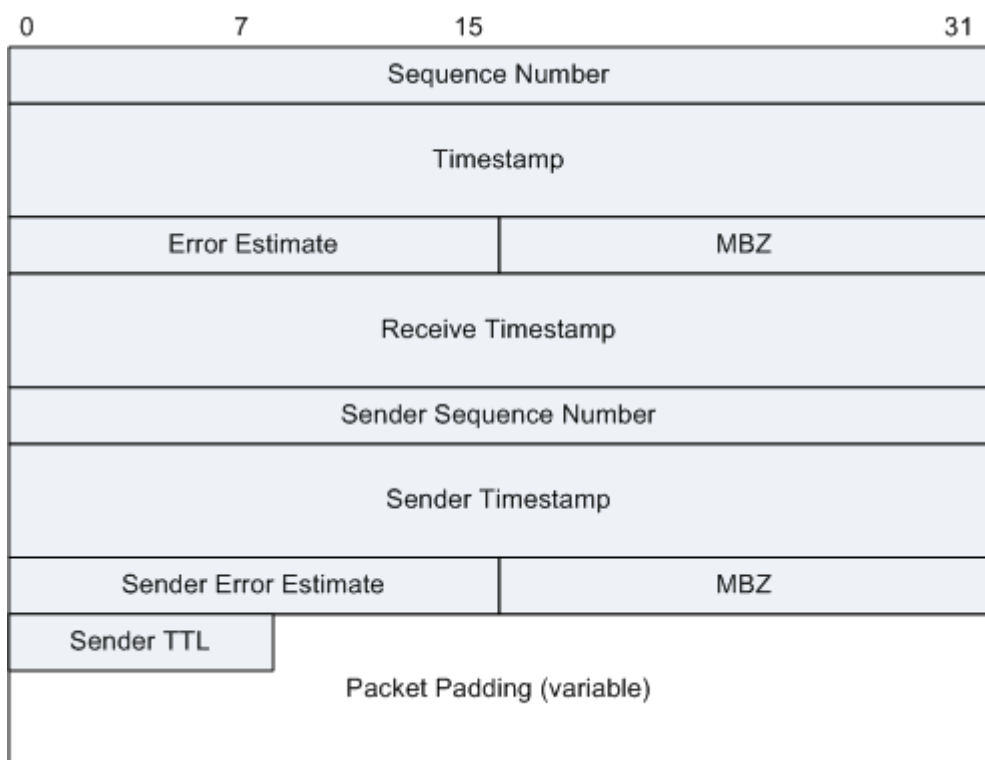 0 7 15 31
Sequence Number
Timestamp
Error Estimate MBZ
Receive Timestamp
Sender Sequence Number
Sender Timestamp
Sender Error Estimate MBZ
Sender TTL
Packet Padding (variable)